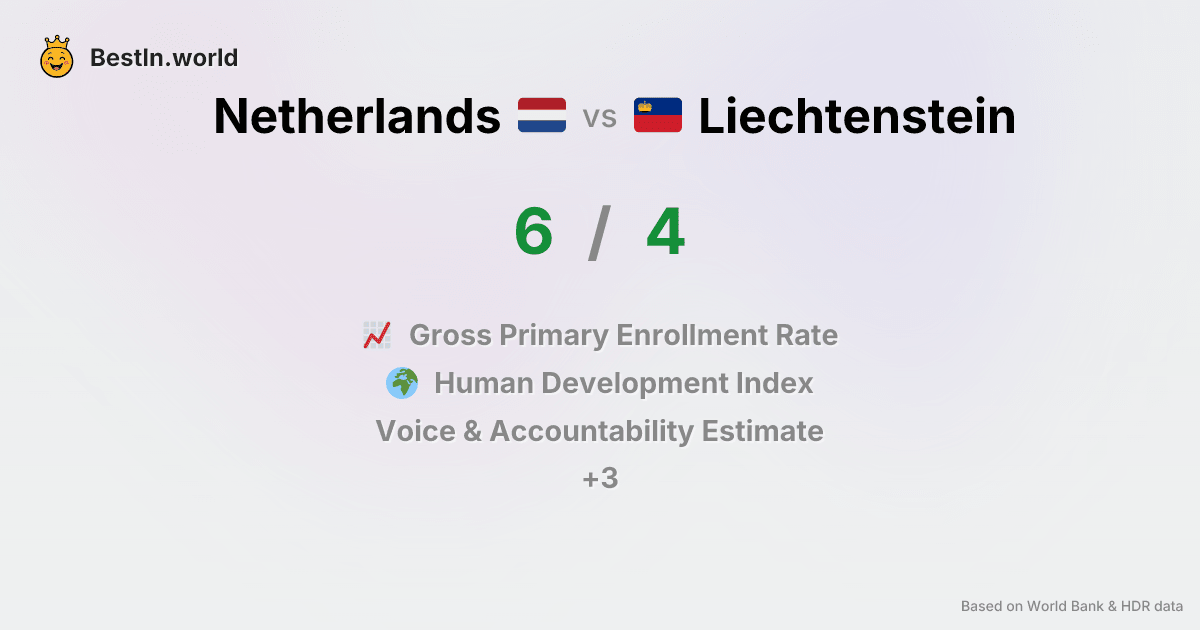 BestIn.world
Netherlands vs Liechtenstein
6 / 4
Gross Primary Enrollment Rate
Human Development Index
Voice & Accountability Estimate
+3
Based on World Bank & HDR data